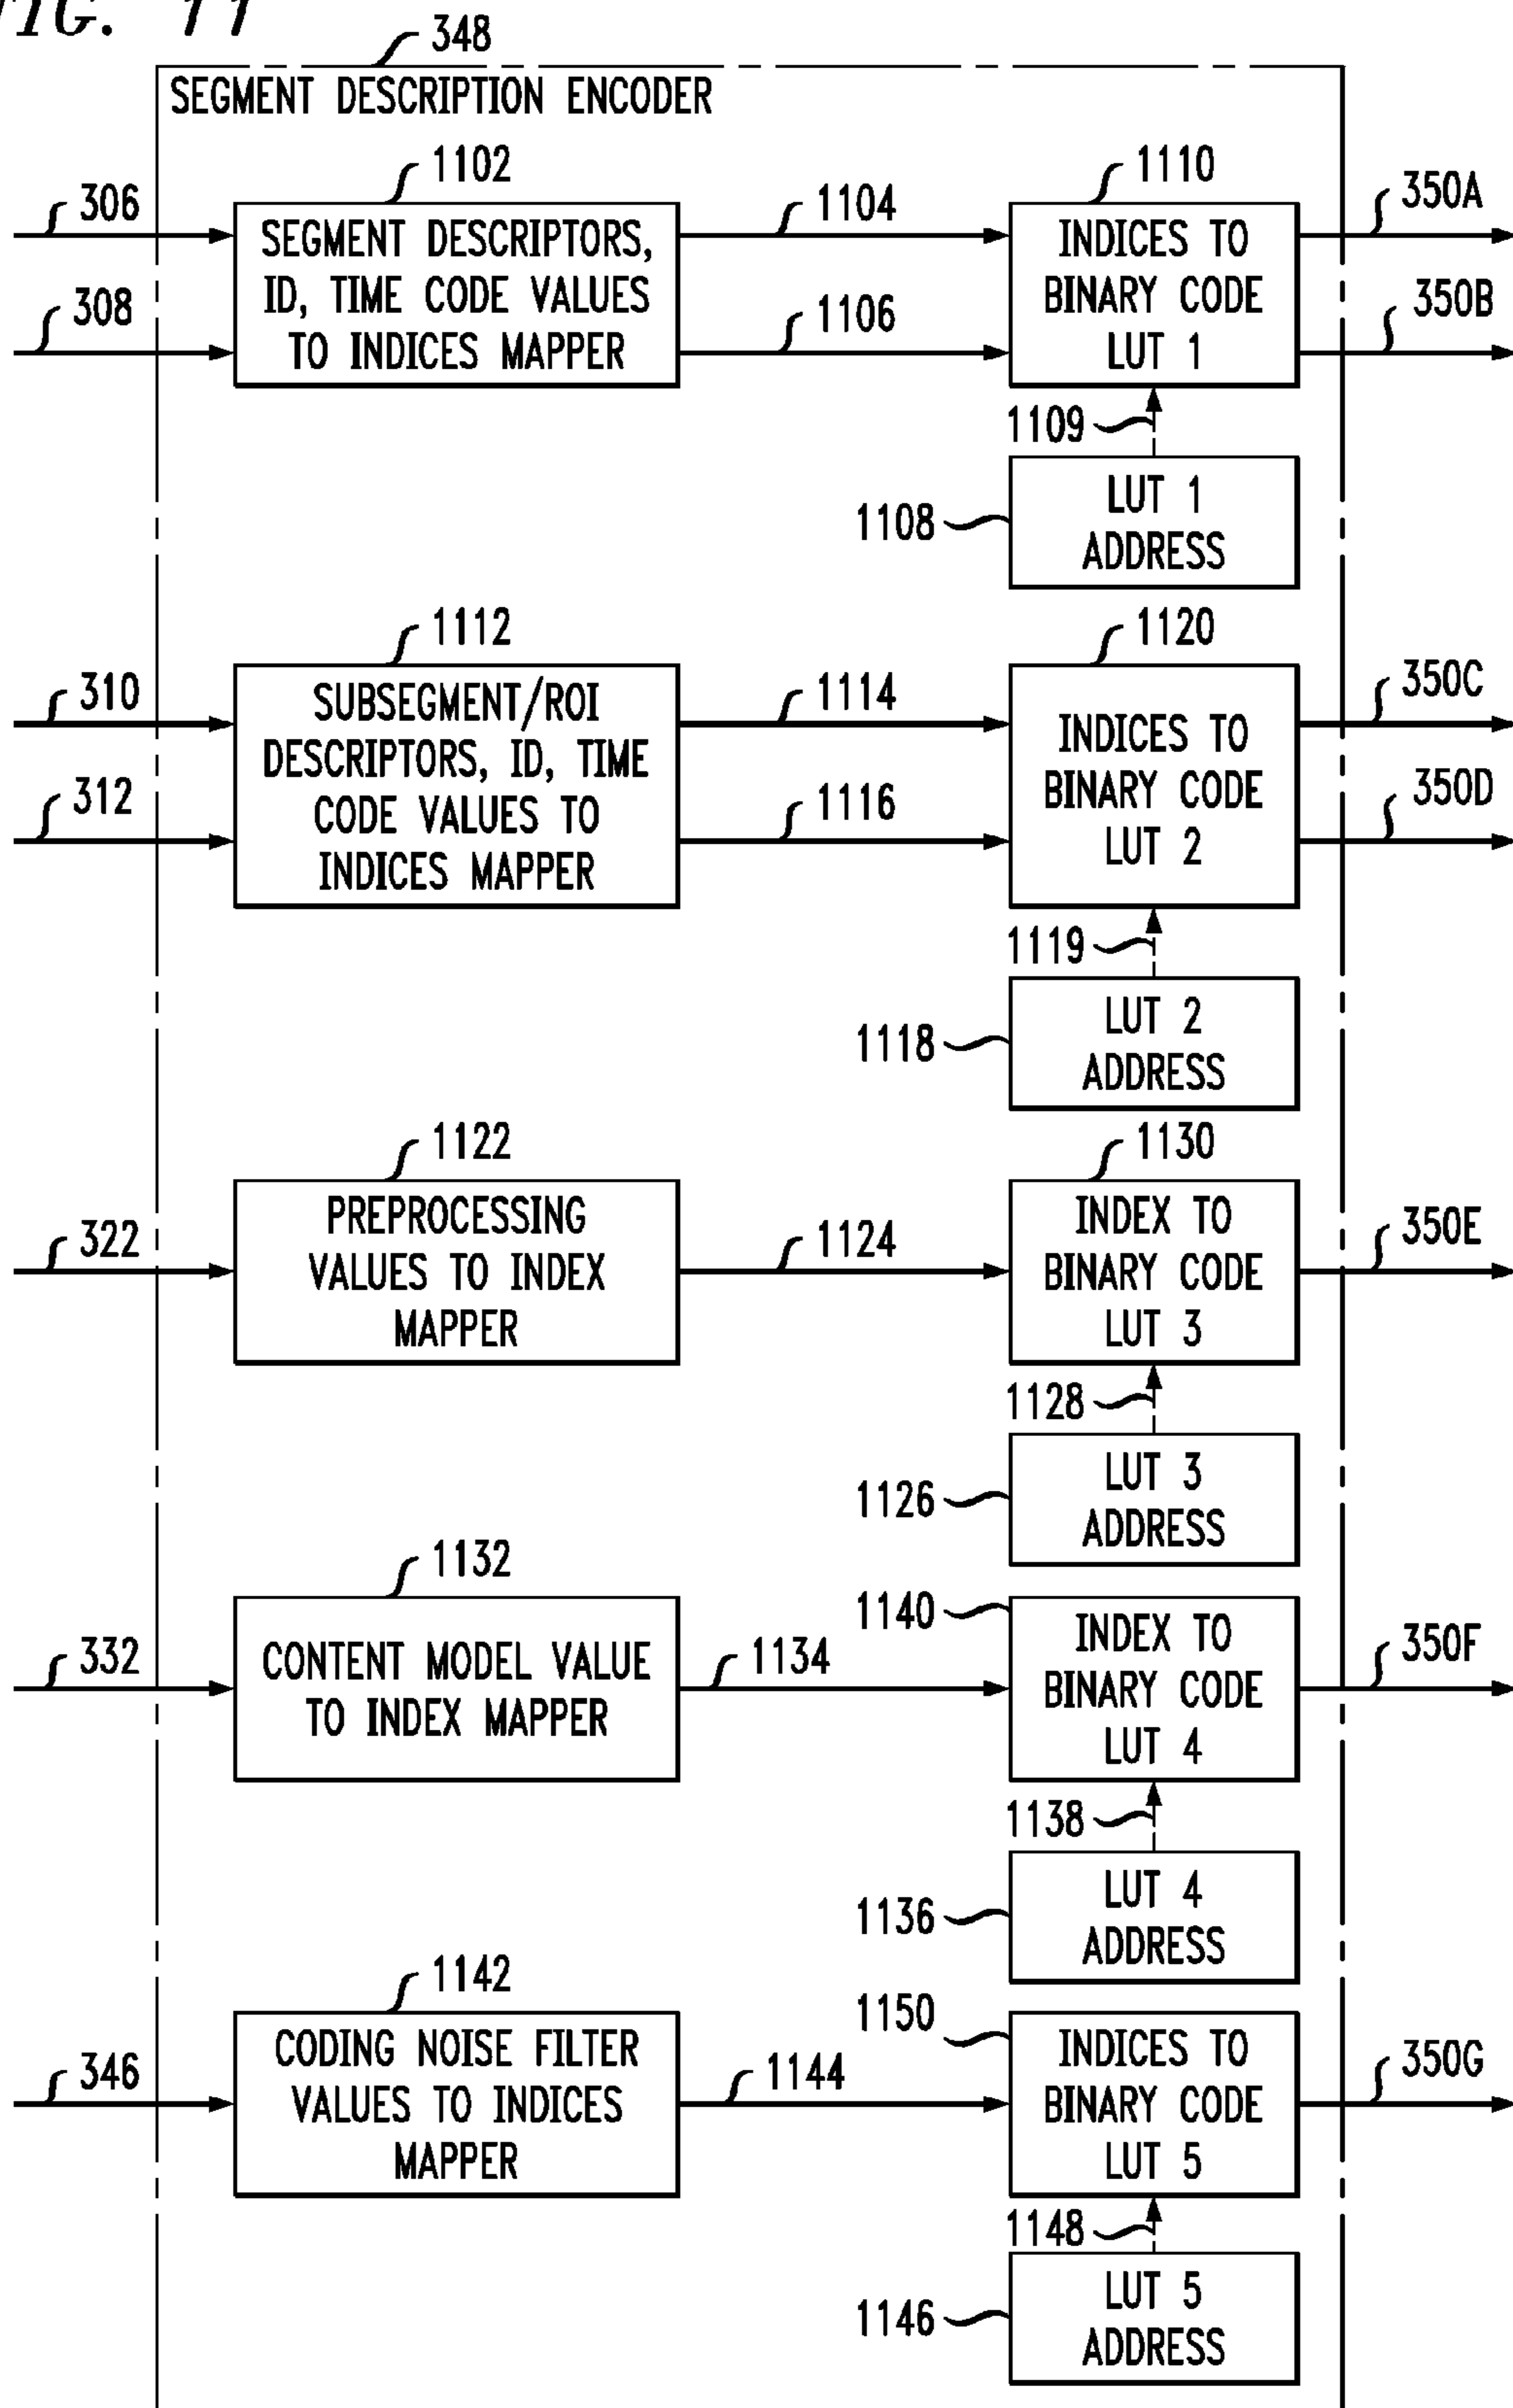 FIG. 11
348
SEGMENT DESCRIPTION ENCODER
1102
1110
306
1104
350A
SEGMENT DESCRIPTORS,
ID, TIME CODE VALUES
TO INDICES MAPPER
INDICES TO
BINARY CODE
LUT 1
308
1106
350B
1109
1108
LUT 1
ADDRESS
1112
1120
310
1114
350C
SUBSEGMENT/ROI
DESCRIPTORS, ID, TIME
CODE VALUES TO
INDICES MAPPER
INDICES TO
BINARY CODE
LUT 2
312
1116
350D
1119
1118
LUT 2
ADDRESS
1122
1130
322
PREPROCESSING
VALUES TO INDEX
MAPPER
1124
INDEX TO
BINARY CODE
LUT 3
350E
1128
1126
LUT 3
ADDRESS
1132
1140
332
CONTENT MODEL VALUE
TO INDEX MAPPER
1134
INDEX TO
BINARY CODE
LUT 4
350F
1138
1136
LUT 4
ADDRESS
1142
1150
346
CODING NOISE FILTER
VALUES TO INDICES
MAPPER
1144
INDICES TO
BINARY CODE
LUT 5
350G
1148
1146
LUT 5
ADDRESS